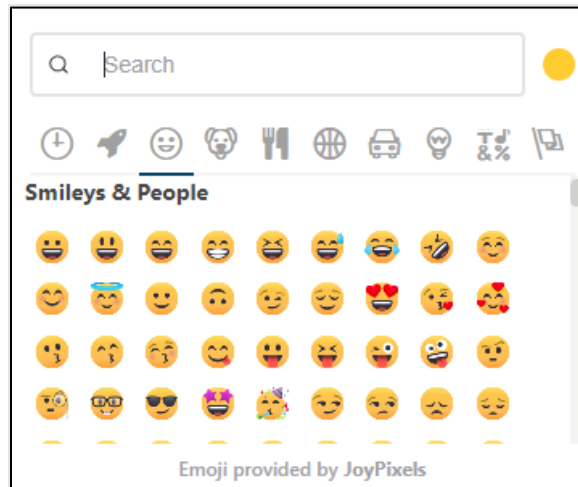 Search
T♪
&%
Smileys & People
Emoji provided by JoyPixels